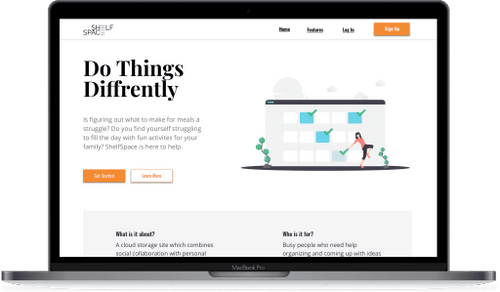 SHELF
SPACE
Home
Features
Log In
Sign Up
Do Things
Diffrently
Is figuring out what to make for meals a
struggle? Do you find yourself struggling
to fill the day with fun activites for your
family? ShelfSpace is here to help.
Get Started
Learn More
What is it about?
A cloud storage site which combines
social collaboration with personal
Who is it for?
Busy people who need help
organizing and coming up with ideas
MacBook Pro